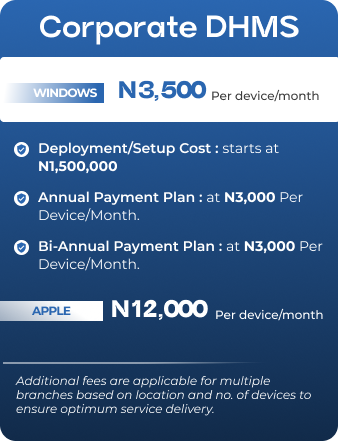 Corporate DHMS
WINDOWS N3,500 Per device/month
Deployment/Setup Cost : starts at
N1,500,000
Annual Payment Plan : at N3,000 Per
Device/Month.
Bi-Annual Payment Plan : at N3,000 Per
Device/Month.
APPLE N12,000 Per device/month
Additional fees are applicable for multiple
branches based on location and no. of devices to
ensure optimum service delivery.